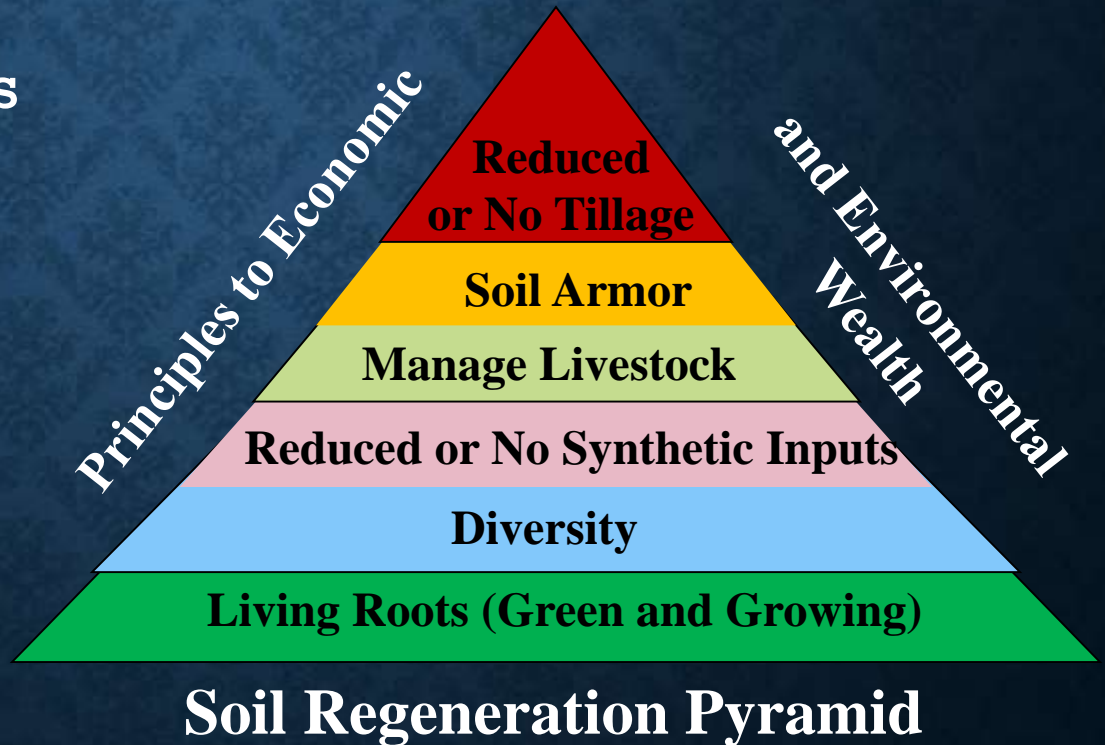 s
Principles to Economic
and Environmental
Wealth
Reduced
or No Tillage
Soil Armor
Manage Livestock
Reduced or No Synthetic Inputs
Diversity
Living Roots (Green and Growing)
Soil Regeneration Pyramid